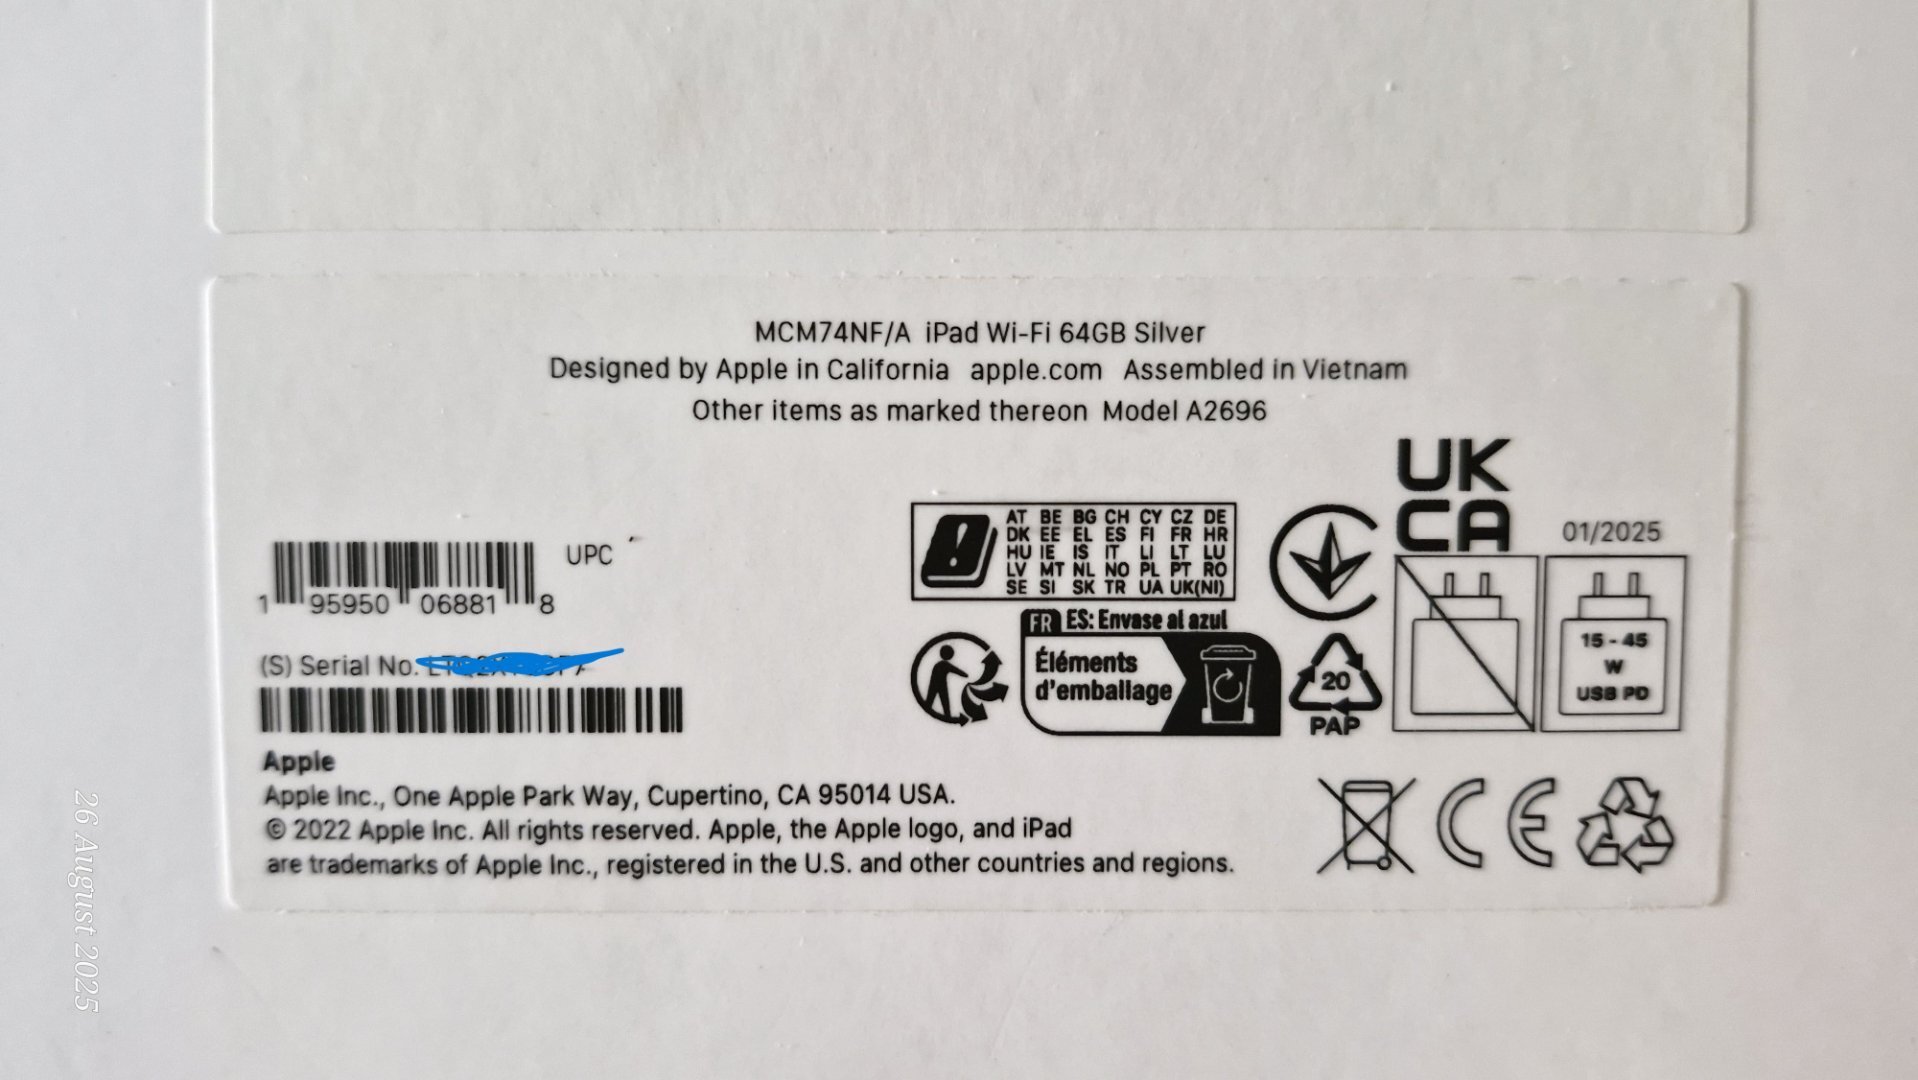 MCM74NF/A iPad Wi-Fi 64GB Silver
Designed by Apple in California apple.com Assembled in Vietnam
Other items as marked thereon Model A2696
UK
CA
01/2025
AT BE BG CH CY CZ DE
DK EE EL ES FI FR HR
HU IE IS IT LI LT LU
LV MT NL NO PL PT RO
SE SI SK TR UA UK(NI)
UPC
1 95950 06881 8
FR ES: Envase al azul
Éléments
d'emballage
20
PAP
15 - 45
W
USB PD
(S) Serial No.
Apple
Apple Inc., One Apple Park Way, Cupertino, CA 95014 USA.
© 2022 Apple Inc. All rights reserved. Apple, the Apple logo, and iPad
are trademarks of Apple Inc., registered in the U.S. and other countries and regions.
CE
26 August 2025